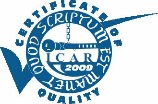 CERTIFICATE OF
QUOD SCRIPTUM EST MANET
ICAR
2009
QUALITY